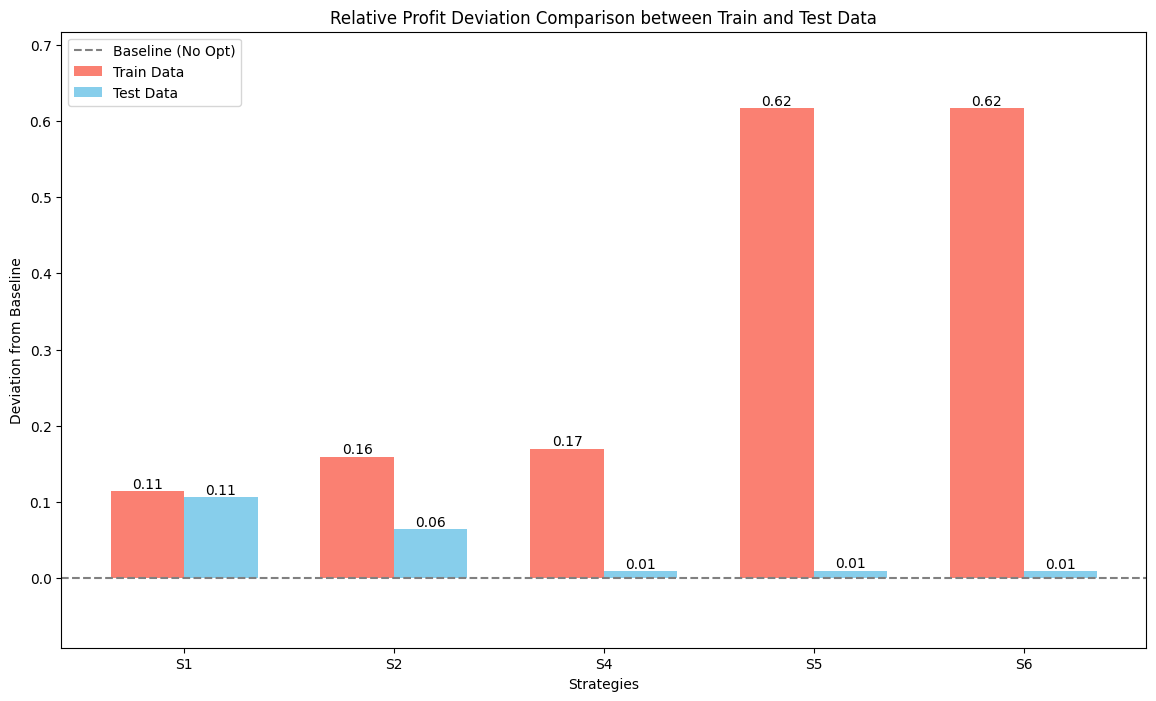 Relative Profit Deviation Comparison between Train and Test Data
Baseline (No Opt)
Train Data
Test Data
Deviation from Baseline
0.7
0.6
0.5
0.4
0.3
0.2
0.1
0.0
0.11
0.11
0.16
0.06
0.17
0.01
0.62
0.01
0.62
0.01
S1
S2
S4
S5
S6
Strategies